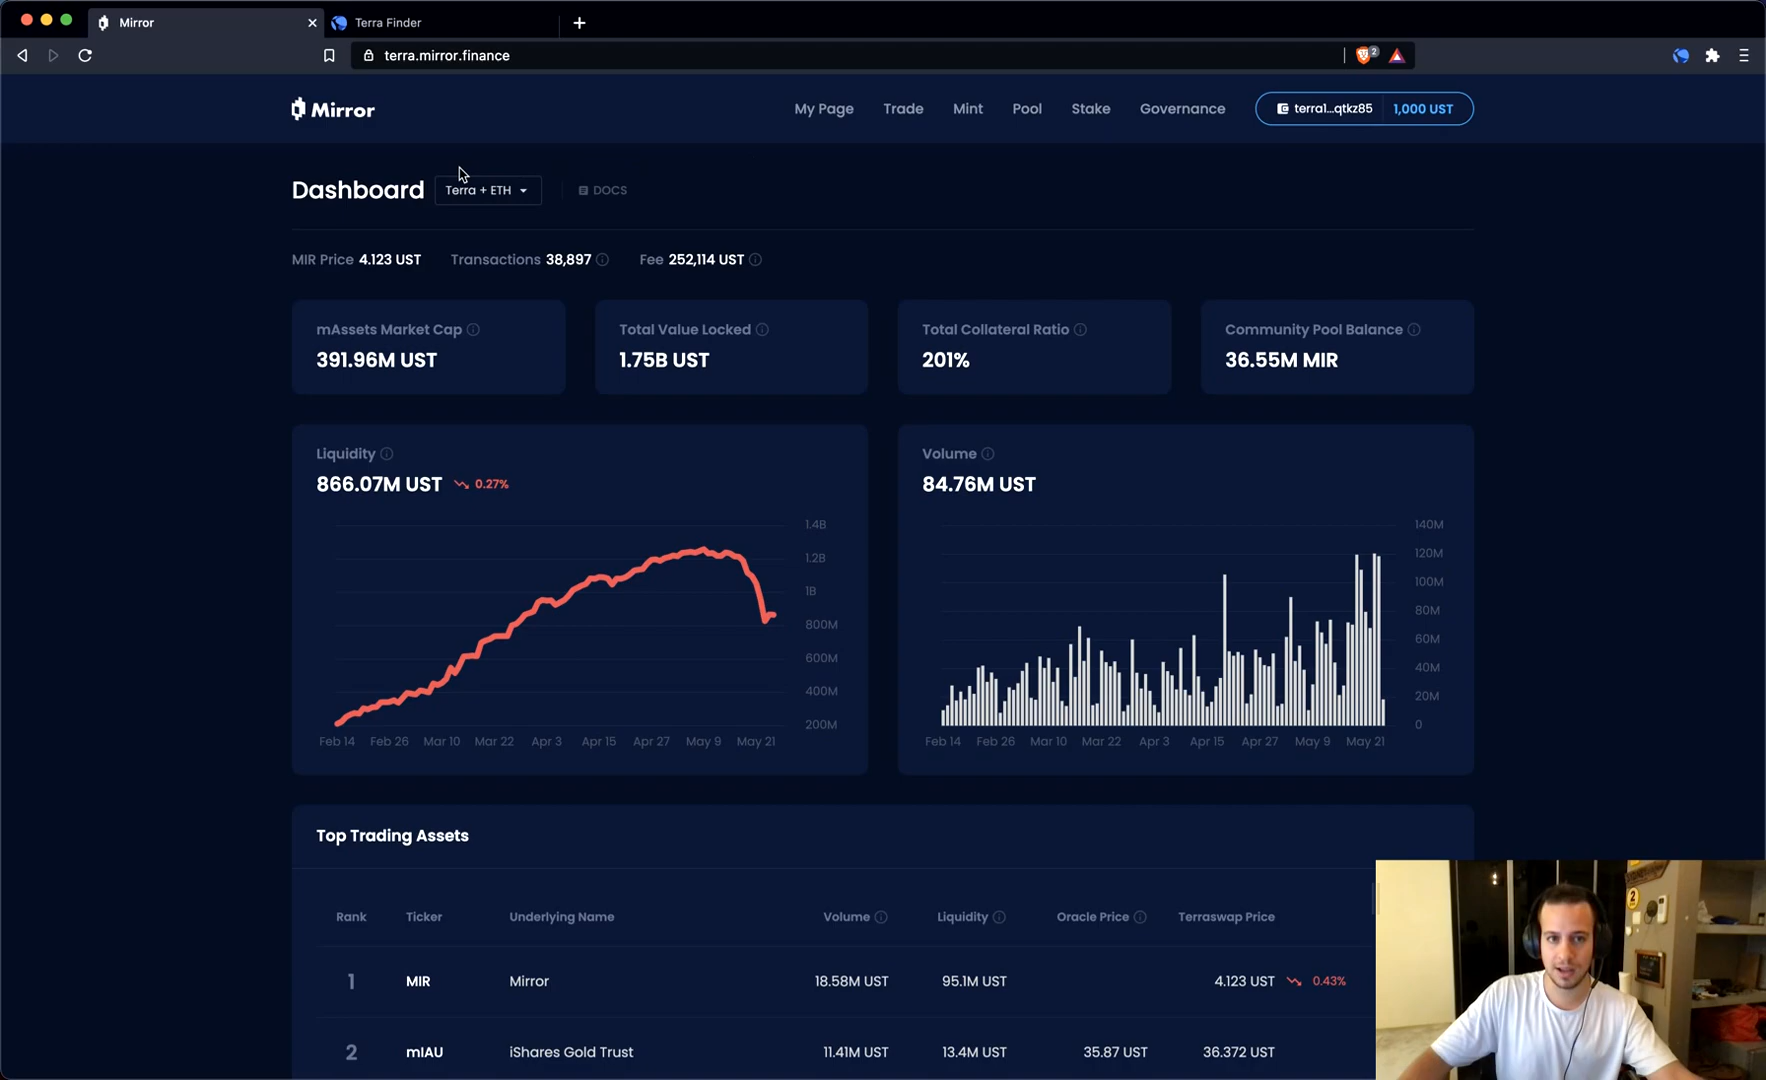 Mirror
Terra Finder
terra.mirror.finance
2
Mirror
My Page Trade Mint Pool Stake Governance terra1...qtkz85 1,000 UST
Dashboard Terra + ETH DOCS
MIR Price 4.123 UST Transactions 38,897 Fee 252,114 UST
mAssets Market Cap
391.96M UST
Total Value Locked
1.75B UST
Total Collateral Ratio
201%
Community Pool Balance
36.55M MIR
Liquidity
866.07M UST 0.27%
1.4B
1.2B
1B
800M
600M
400M
200M
Feb 14 Feb 26 Mar 10 Mar 22 Apr 3 Apr 15 Apr 27 May 9 May 21
Volume
84.76M UST
140M
120M
100M
80M
60M
40M
20M
0
Feb 14 Feb 26 Mar 10 Mar 22 Apr 3 Apr 15 Apr 27 May 9 May 21
Top Trading Assets
Rank Ticker Underlying Name Volume Liquidity Oracle Price Terraswap Price
1 MIR Mirror 18.58M UST 95.1M UST 4.123 UST 0.43%
2 mIAU iShares Gold Trust 11.41M UST 13.4M UST 35.87 UST 36.372 UST
2